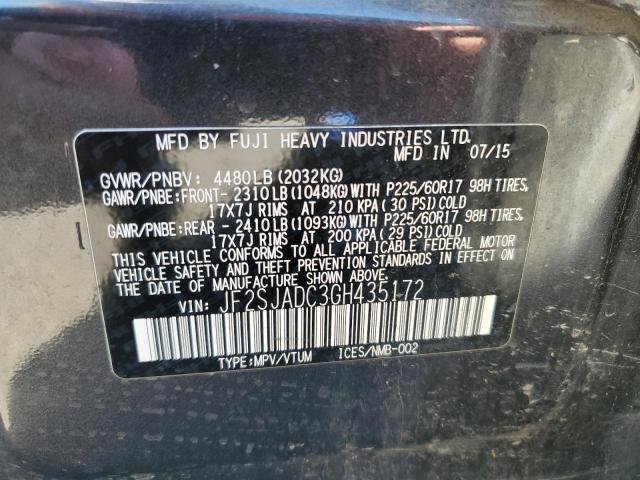 MFD BY FUJI HEAVY INDUSTRIES LTD.
MFD IN 07/15
GVWR/PNBV: 4480LB (2032KG)
GAWR/PNBE:FRONT- 2310LB (1048KG) WITH P225/60R17 98H TIRES,
17X7J RIMS AT 210 KPA ( 30 PSI) COLD
GAWR/PNBE:REAR - 2410LB (1093KG) WITH P225/60R17 98H TIRES,
17X7J RIMS AT 200 KPA ( 29 PSI) COLD
THIS VEHICLE CONFORMS TO ALL APPLICABLE FEDERAL MOTOR
VEHICLE SAFETY AND THEFT PREVENTION STANDARDS IN EFFECT ON
THE DATE OF MANUFACTURE SHOWN ABOVE.
VIN: JF2SJADC3GH435172
TYPE:MPV/VTUM ICES/NMB-002